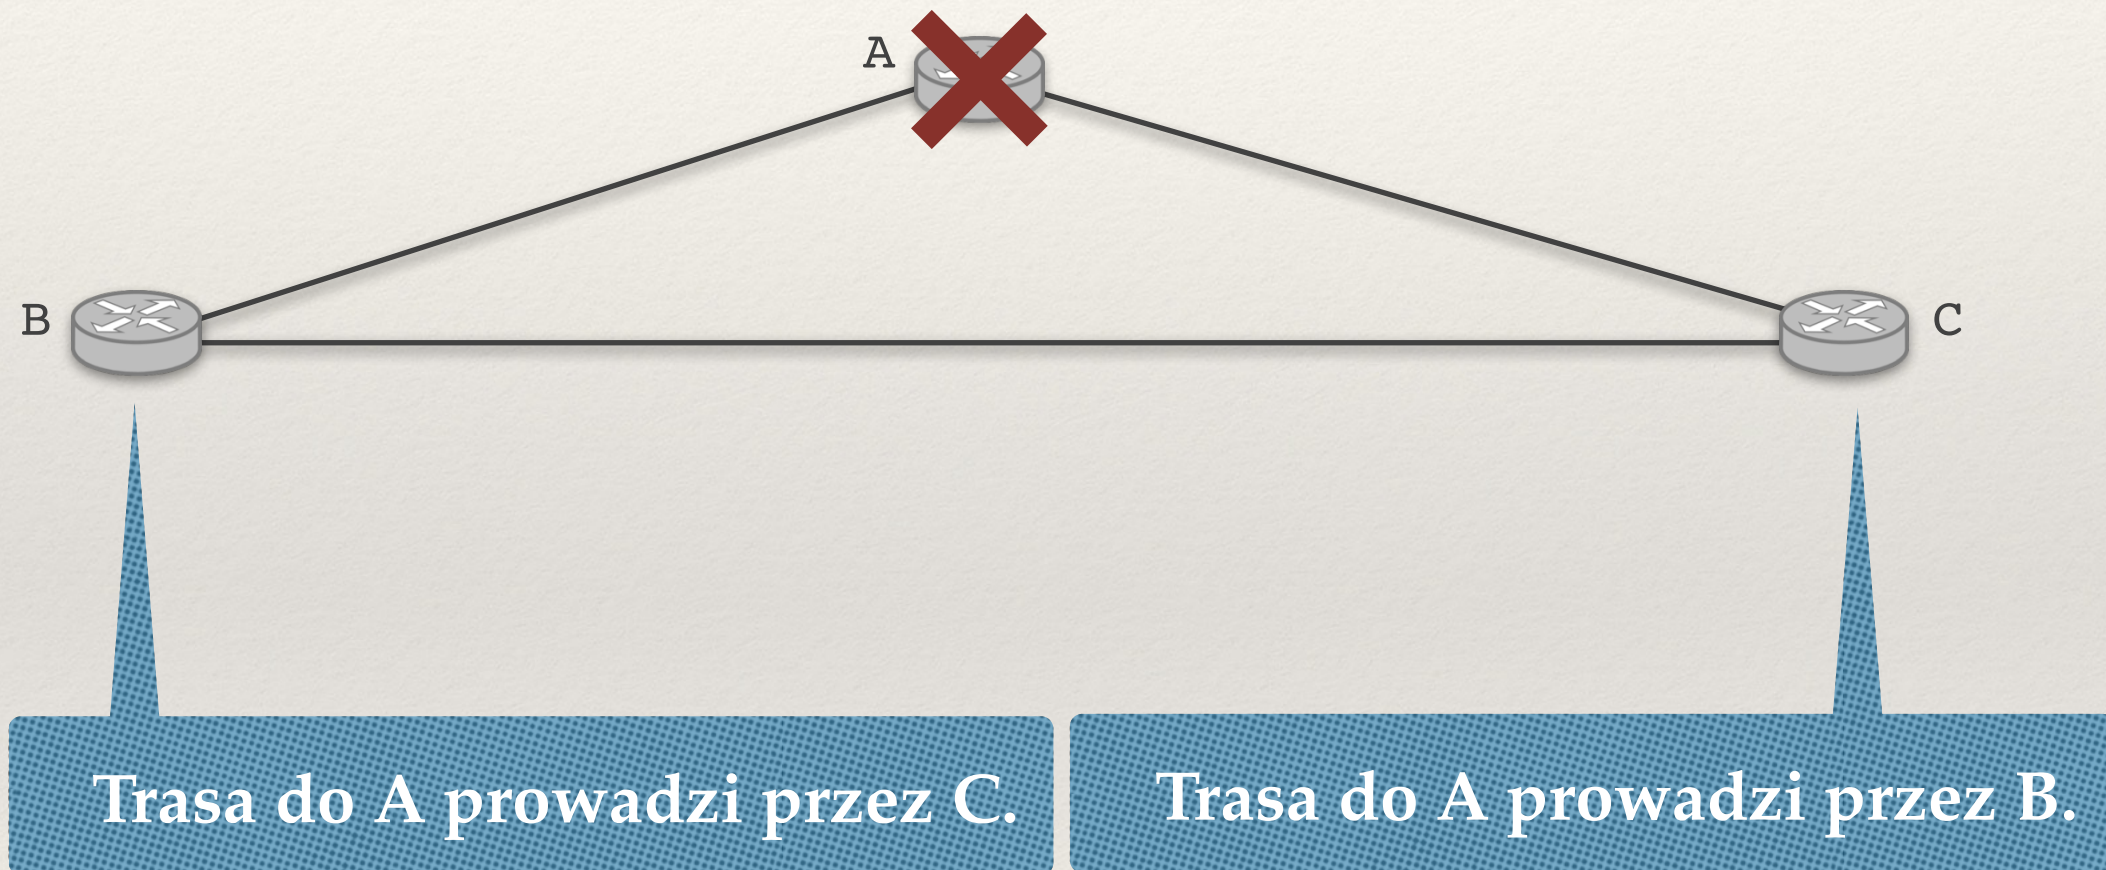 A
B
C
Trasa do A prowadzi przez C.
Trasa do A prowadzi przez B.